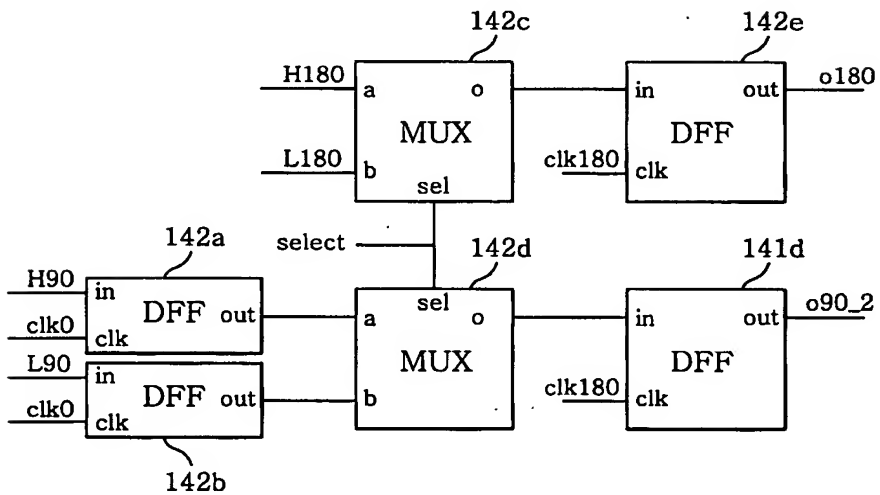 142c
142e
H180
a
o
MUX
L180
b
sel
in
out
o180
DFF
clk180
clk
select
142a
142d
141d
H90
in
DFF
out
clk0
clk
L90
in
DFF
out
clk0
clk
142b
sel
a
o
MUX
b
in
out
o90_2
DFF
clk180
clk